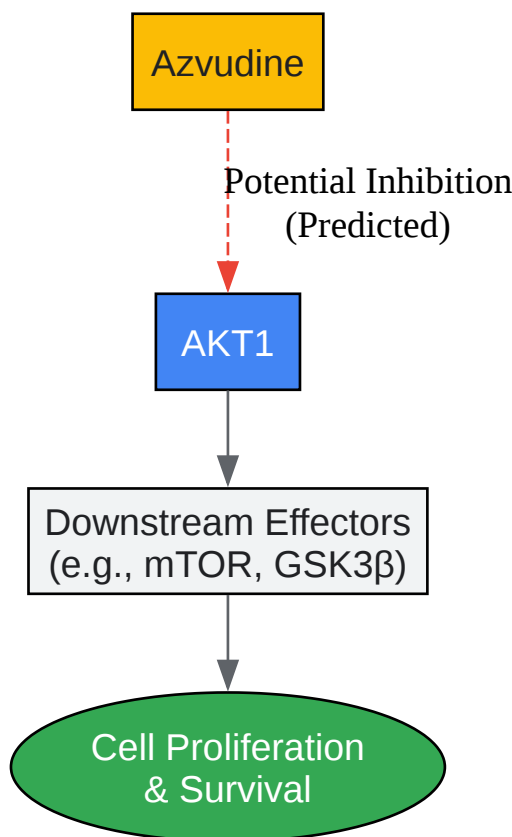 Azvudine
Potential Inhibition
(Predicted)
AKT1
Downstream Effectors
(e.g., mTOR, GSK3β)
Cell Proliferation
& Survival